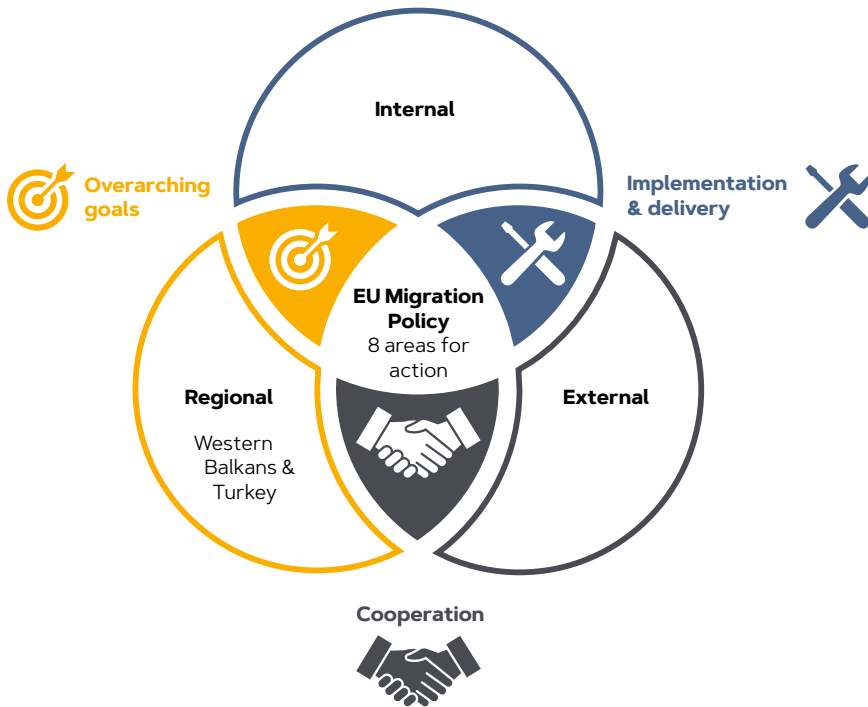 Internal
Overarching
goals
Implementation
& delivery
EU Migration
Policy
8 areas for
action
Regional
Western
Balkans &
Turkey
External
Cooperation